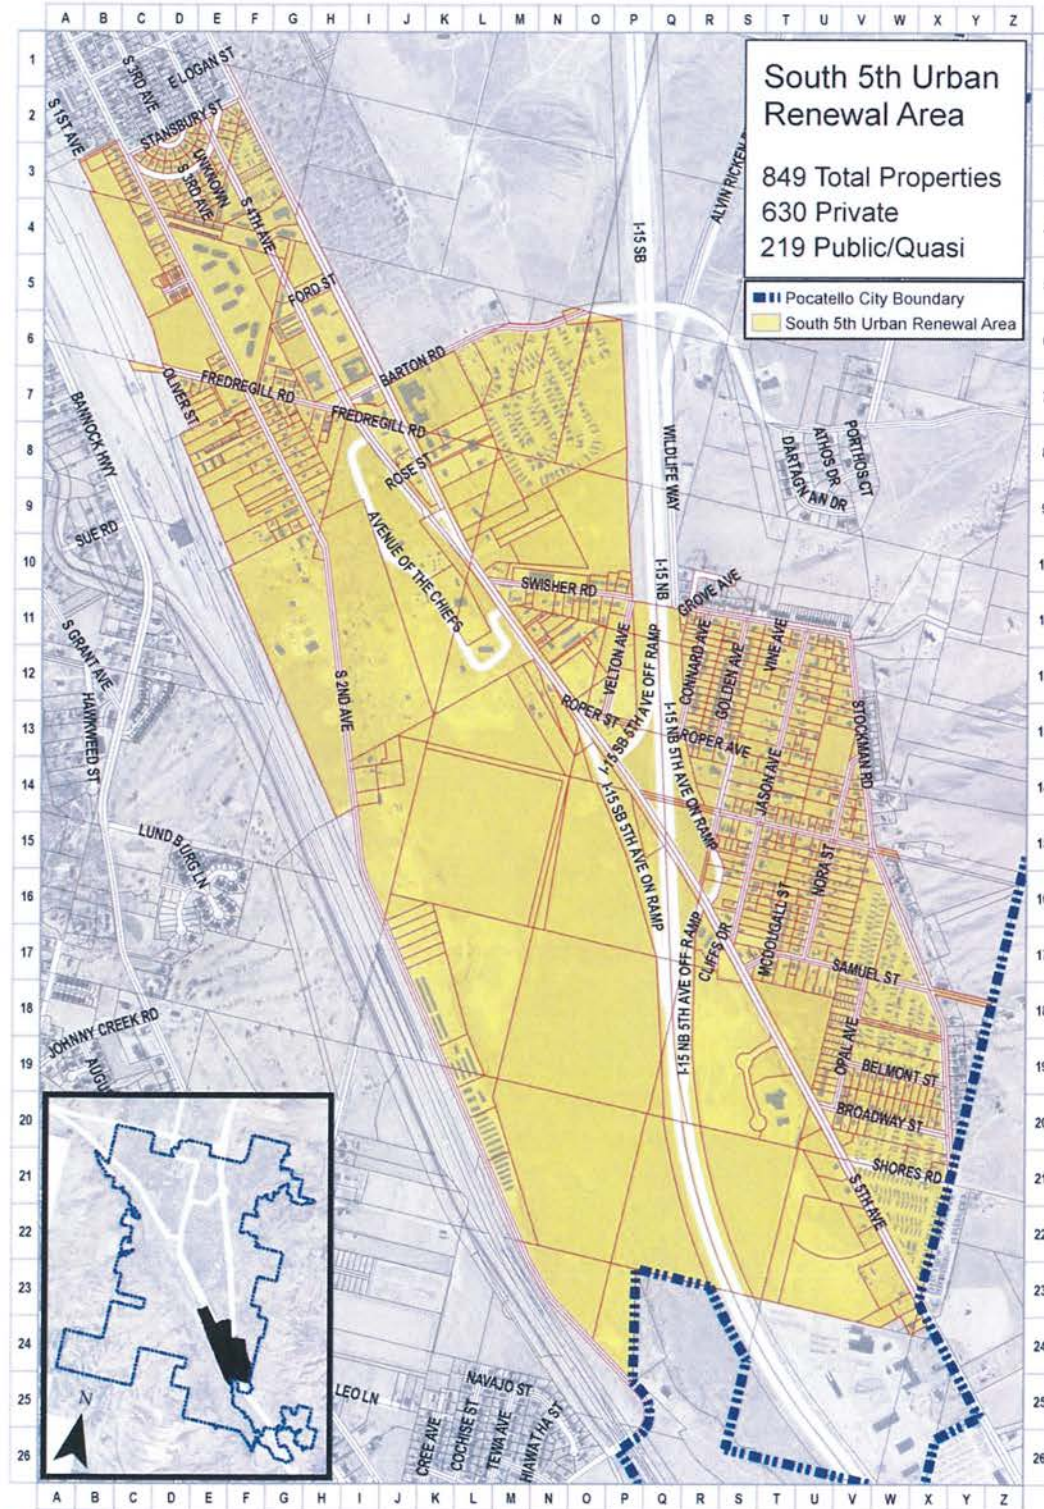 A B C D E F G H I J K L M N O P Q R S T U V W X Y Z
South 5th Urban
Renewal Area
849 Total Properties
630 Private
219 Public/Quasi
Pocatello City Boundary
South 5th Urban Renewal Area
1
2
3
4
5
6
7
8
9
10
11
12
13
14
15
16
17
18
19
20
21
22
23
24
25
26
S 3RD AVE
E LOGAN ST
S 1ST AVE
STANSBURY ST
UNKNOWN
S 3RD AVE
S 4TH AVE
I-15 SB
FORD ST
BARTON RD
OLIVER ST
FREDREGILL RD
FREDREGILL RD
BANNOCK HWY
ROSE ST
WILDLIFE WAY
PORTHOS CT
ATHOS DR
DARTAGNAN DR
SUE RD
AVENUE OF THE CHIEFS
SWISHER RD
I-15 NB
GROVE AVE
S GRANT AVE
VELTON AVE
CONNARD AVE
GOLDEN AVE
VINE AVE
S 2ND AVE
HAWKWEED ST
ROPER ST
I-15 SB 5TH AVE OFF RAMP
I-15 NB 5TH AVE ON RAMP
ROPER AVE
STOCKMAN RD
JASON AVE
I-15 SB 5TH AVE ON RAMP
LUND BURG LN
NORA ST
MCDOUGALL ST
CLIFFS DR
I-15 NB 5TH AVE OFF RAMP
SAMUEL ST
JOHNNY CREEK RD
OPAL AVE
BELMONT ST
BROADWAY ST
SHORES RD
S 5TH AVE
N
LEO LN
NAVAJO ST
CREE AVE
COCHISE ST
TEWA AVE
HIAWATHA ST
A B C D E F G H I J K L M N O P Q R S T U V W X Y Z